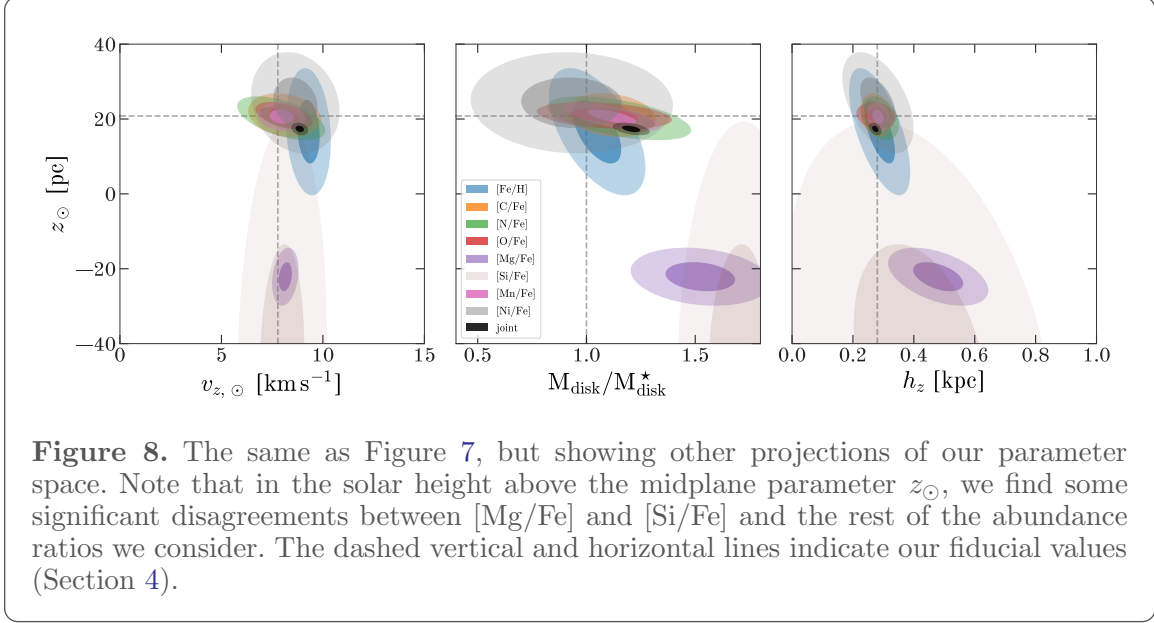 40
20
0
−20
−40
z⊙ [pc]
0 5 10 15
v_{z,⊙} [km s⁻¹]
[Fe/H]
[C/Fe]
[N/Fe]
[O/Fe]
[Mg/Fe]
[Si/Fe]
[Mn/Fe]
[Ni/Fe]
joint
0.5 1.0 1.5
M_disk/M★_disk
0.0 0.2 0.4 0.6 0.8 1.0
h_z [kpc]
Figure 8. The same as Figure 7, but showing other projections of our parameter
space. Note that in the solar height above the midplane parameter z⊙, we find some
significant disagreements between [Mg/Fe] and [Si/Fe] and the rest of the abundance
ratios we consider. The dashed vertical and horizontal lines indicate our fiducial values
(Section 4).